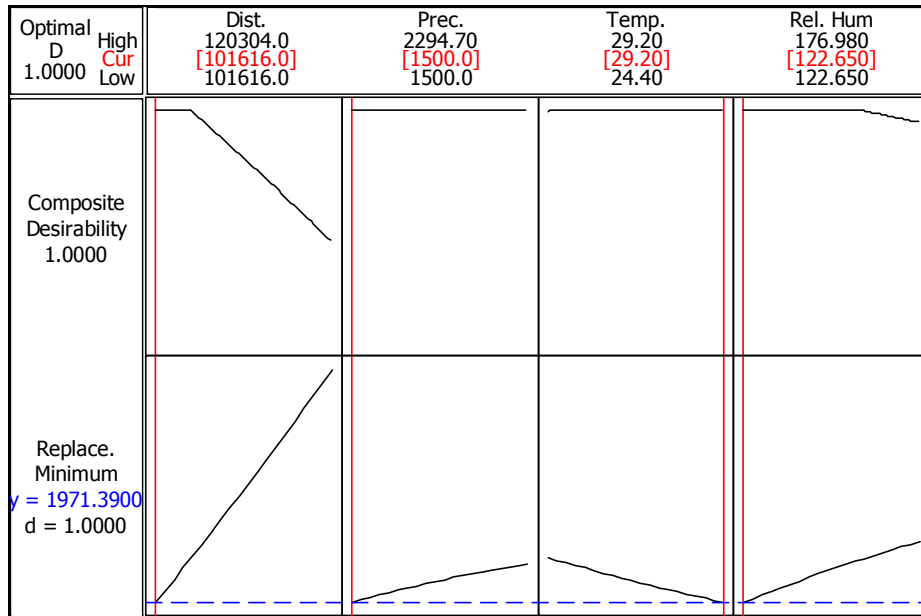 Optimal
D
1.0000
High
Cur
Low
Dist.
120304.0
[101616.0]
101616.0
Prec.
2294.70
[1500.0]
1500.0
Temp.
29.20
[29.20]
24.40
Rel. Hum
176.980
[122.650]
122.650
Composite
Desirability
1.0000
Replace.
Minimum
y = 1971.3900
d = 1.0000